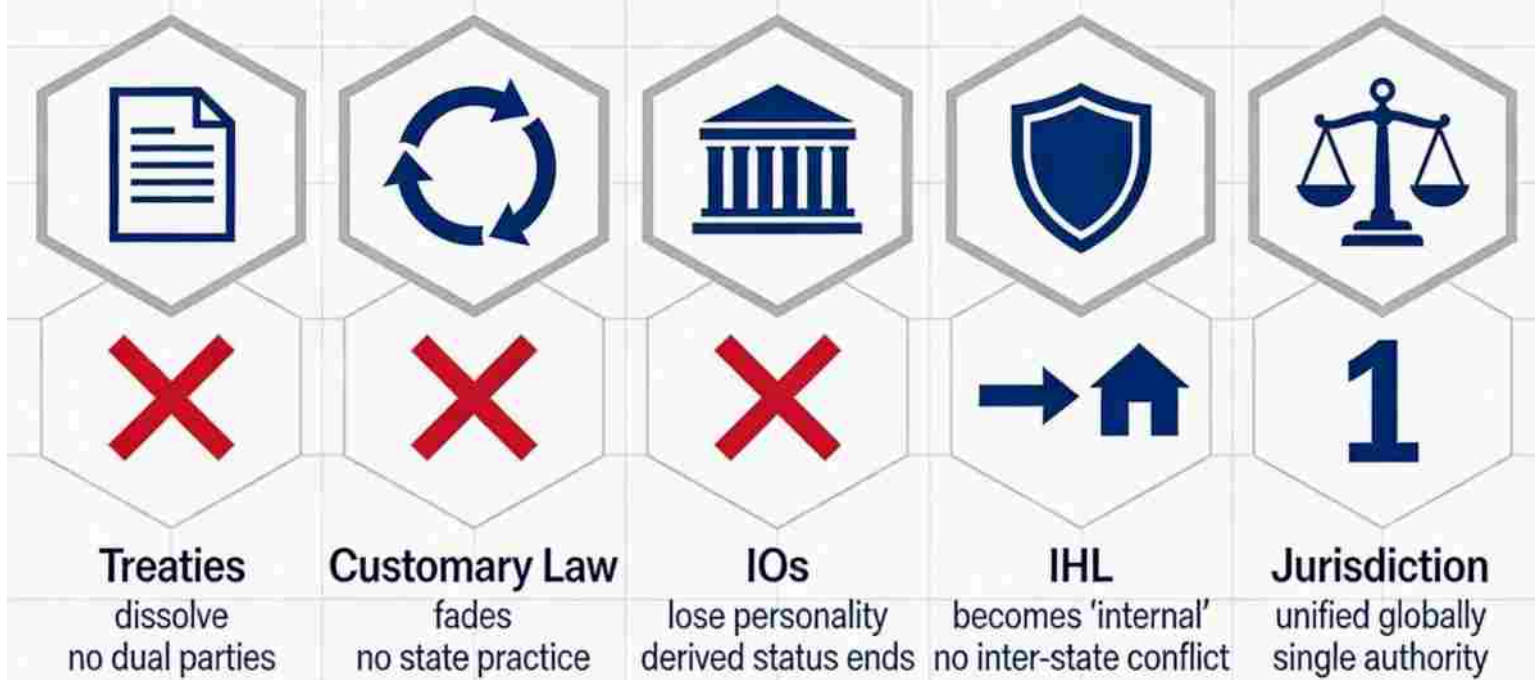 1
Treaties
dissolve
no dual parties
Customary Law
fades
no state practice
IOs
lose personality
derived status ends
IHL
becomes ‘internal’
no inter-state conflict
Jurisdiction
unified globally
single authority